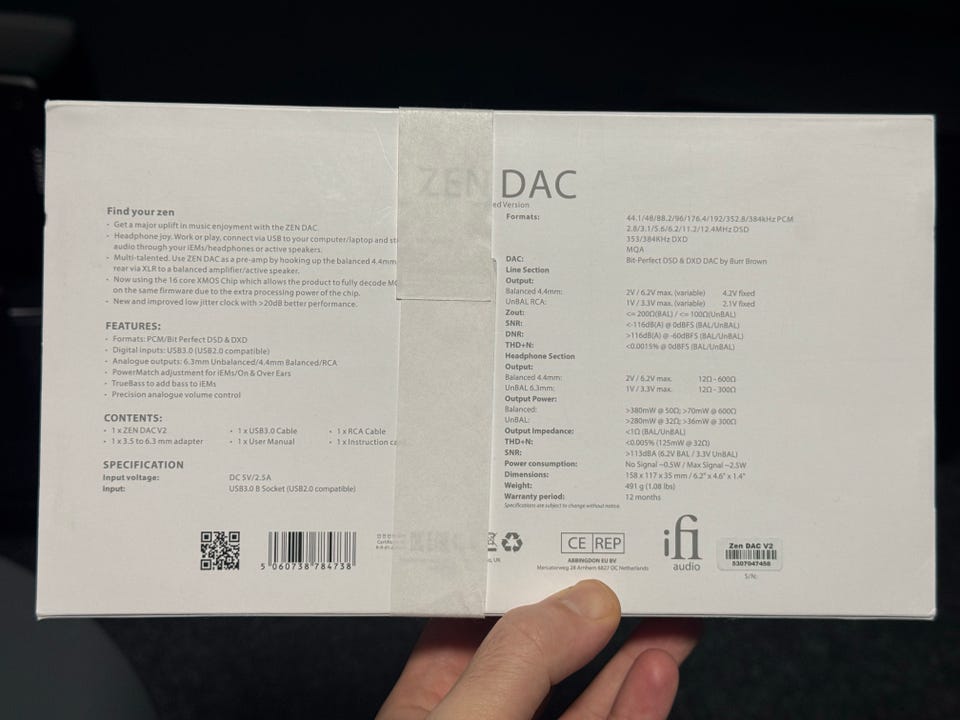 ZEN DAC
ed Version
Find your zen
· Get a major uplift in music enjoyment with the ZEN DAC.
· Headphone joy. Work or play, connect via USB to your computer/laptop and
audio through your iEMs/headphones or active speakers.
· Multi-talented. Use ZEN DAC as a pre-amp by hooking up the balanced 4.4mm
rear via XLR to a balanced amplifier/active speaker.
· Now using the 16 core XMOS Chip which allows the product to fully decode
on the same firmware due to the extra processing power of the chip.
· New and improved low jitter clock with >20dB better performance.
FEATURES:
· Formats: PCM/Bit Perfect DSD & DXD
· Digital inputs: USB3.0 (USB2.0 compatible)
· Analogue outputs: 6.3mm Unbalanced/4.4mm Balanced/RCA
· PowerMatch adjustment for iEMs/On & Over Ears
· TrueBass to add bass to iEMs
· Precision analogue volume control
CONTENTS:
· 1 x ZEN DAC V2 · 1 x USB3.0 Cable · 1 x RCA Cable
· 1 x 3.5 to 6.3 mm adapter · 1 x User Manual · 1 x Instruction
SPECIFICATION
Input voltage: DC 5V/2.5A
Input: USB3.0 B Socket (USB2.0 compatible)
Formats: 44.1/48/88.2/96/176.4/192/352.8/384kHz PCM
2.8/3.1/5.6/6.2/11.2/12.4MHz DSD
353/384KHz DXD
MQA
DAC: Bit-Perfect DSD & DXD DAC by Burr Brown
Line Section
Output:
Balanced 4.4mm: 2V / 6.2V max. (variable) 4.2V fixed
UnBAL RCA: 1V / 3.3V max. (variable) 2.1V fixed
Zout: <= 200Ω(BAL) / <= 100Ω(UnBAL)
SNR: <-116dB(A) @ 0dBFS (BAL/UnBAL)
DNR: >116dB(A) @ -60dBFS (BAL/UnBAL)
THD+N: <0.0015% @ 0dBFS (BAL/UnBAL)
Headphone Section
Output:
Balanced 4.4mm: 2V / 6.2V max. 12Ω - 600Ω
UnBAL 6.3mm: 1V / 3.3V max. 12Ω - 300Ω
Output Power:
Balanced: >380mW @ 50Ω; >70mW @ 600Ω
UnBAL: >280mW @ 32Ω; >36mW @ 300Ω
Output Impedance: <1Ω (BAL/UnBAL)
THD+N: <0.005% (125mW @ 32Ω)
SNR: >113dBA (6.2V BAL / 3.3V UnBAL)
Power consumption: No Signal ~0.5W / Max Signal ~2.5W
Dimensions: 158 x 117 x 35 mm / 6.2" x 4.6" x 1.4"
Weight: 491 g (1.08 lbs)
Warranty period: 12 months
Specifications are subject to change without notice.
5 060738 784738
CE REP
ABBINGDON EU BV
Mercatorweg 28 Arnhem 6827 DC Netherlands
, UK
ifi
audio
Zen DAC V2
5307047458
S/N: